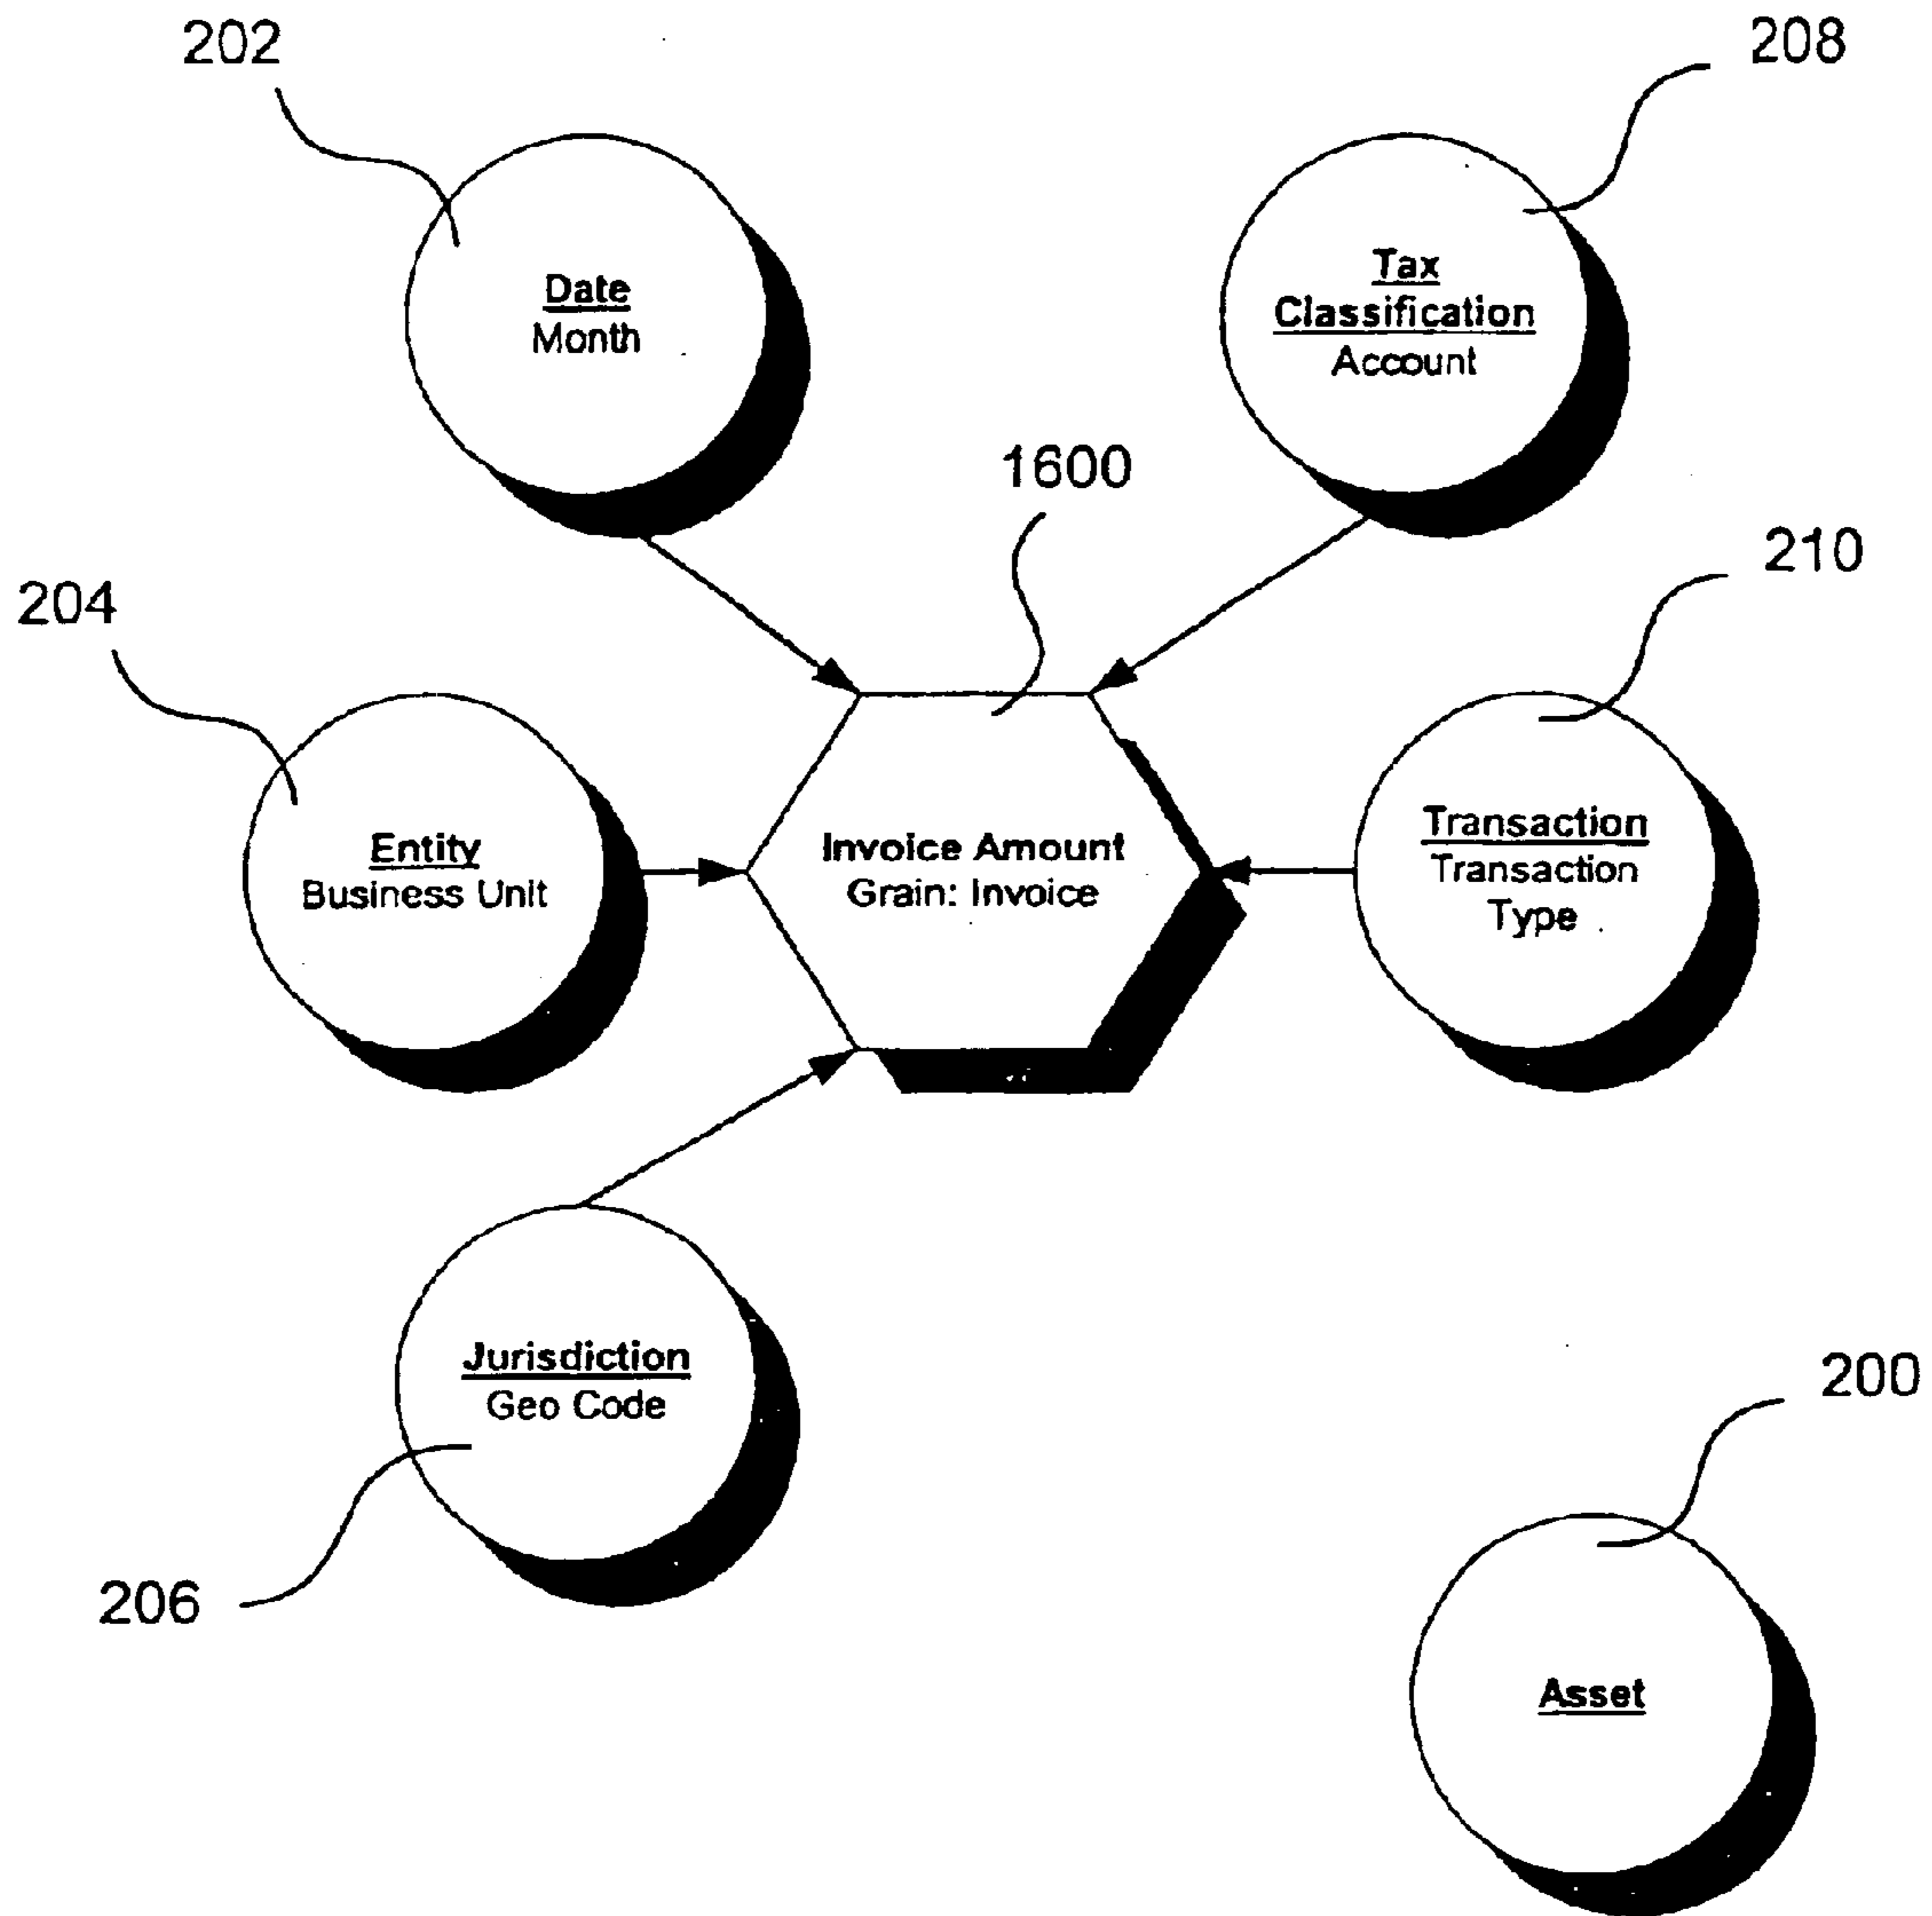 202
208
Date
Month
Tax
Classification
Account
1600
210
204
Entity
Business Unit
Invoice Amount
Grain: Invoice
Transaction
Transaction
Type
Jurisdiction
Geo Code
200
206
Asset